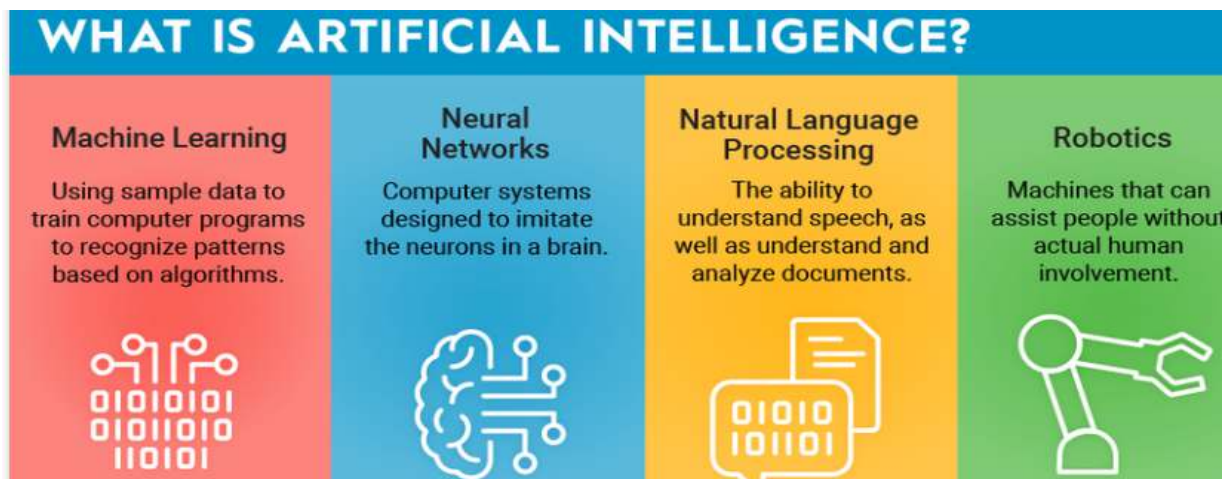 WHAT IS ARTIFICIAL INTELLIGENCE?
Machine Learning
Using sample data to
train computer programs
to recognize patterns
based on algorithms.
01010101
01011010
110101
Neural
Networks
Computer systems
designed to imitate
the neurons in a brain.
Natural Language
Processing
The ability to
understand speech, as
well as understand and
analyze documents.
01010
101101
Robotics
Machines that can
assist people without
actual human
involvement.